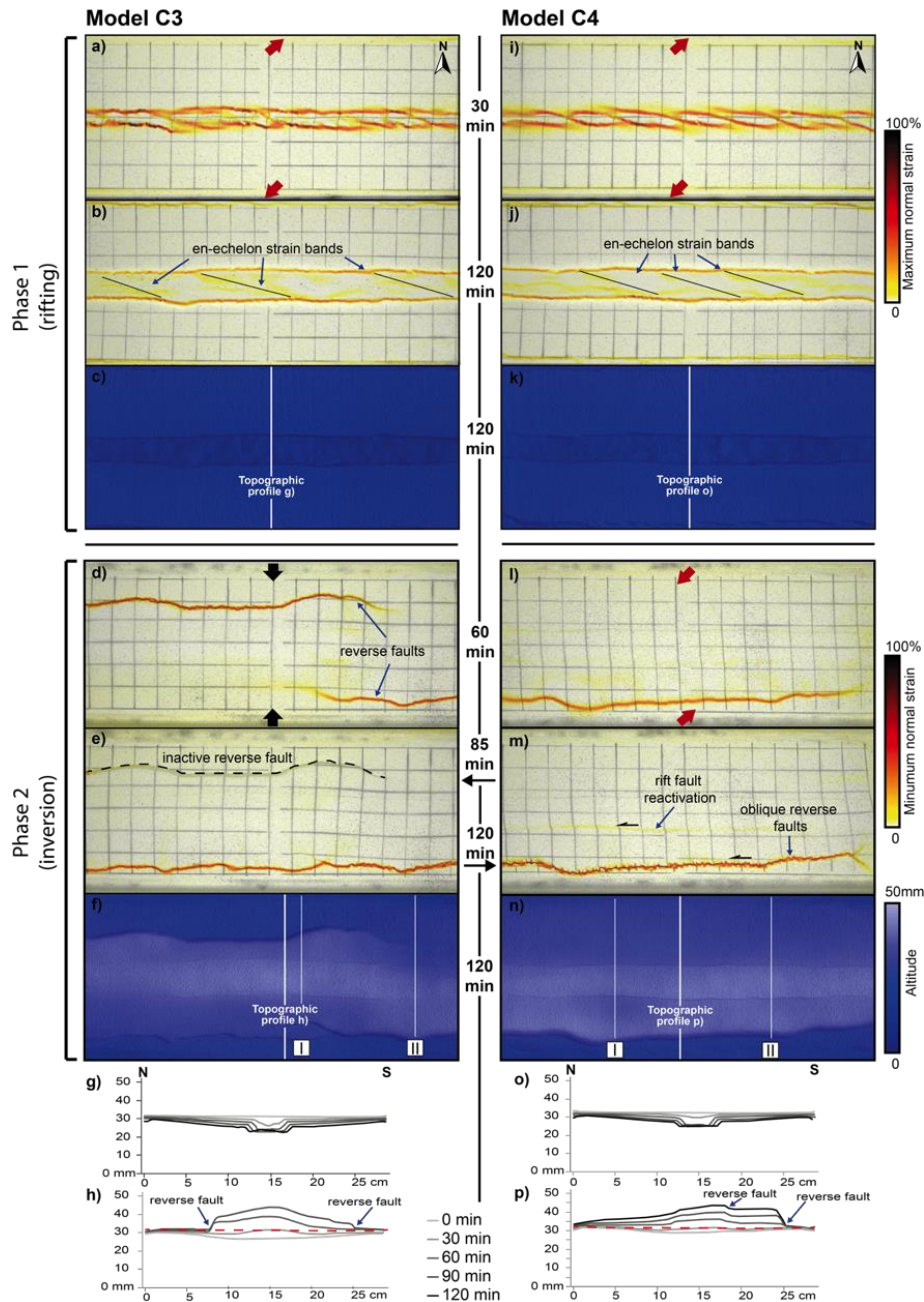 Model C3
Model C4
Phase 1
(rifting)
a)
N
i)
N
30
min
100%
Maximum normal strain
0
b)
en-echelon strain bands
j)
en-echelon strain bands
120
min
c)
Topographic
profile g)
k)
Topographic
profile o)
120
min
Phase 2
(inversion)
d)
reverse faults
l)
60
min
100%
Minumum normal strain
0
e)
inactive reverse fault
85
min
120
min
m)
rift fault
reactivation
oblique reverse
faults
f)
Topographic
profile h)
I
II
120
min
n)
Topographic
profile p)
I
II
50mm
Altitude
0
N
S
g)
50
40
30
20
10
0 mm
0
5
10
15
20
25 cm
N
S
o)
50
40
30
20
10
0 mm
0
5
10
15
20
25 cm
h)
reverse fault
reverse fault
50
40
30
20
10
0 mm
0
5
10
15
20
25 cm
0 min
30 min
60 min
90 min
120 min
p)
reverse fault
reverse fault
50
40
30
20
10
0 mm
0
5
10
15
20
25 cm